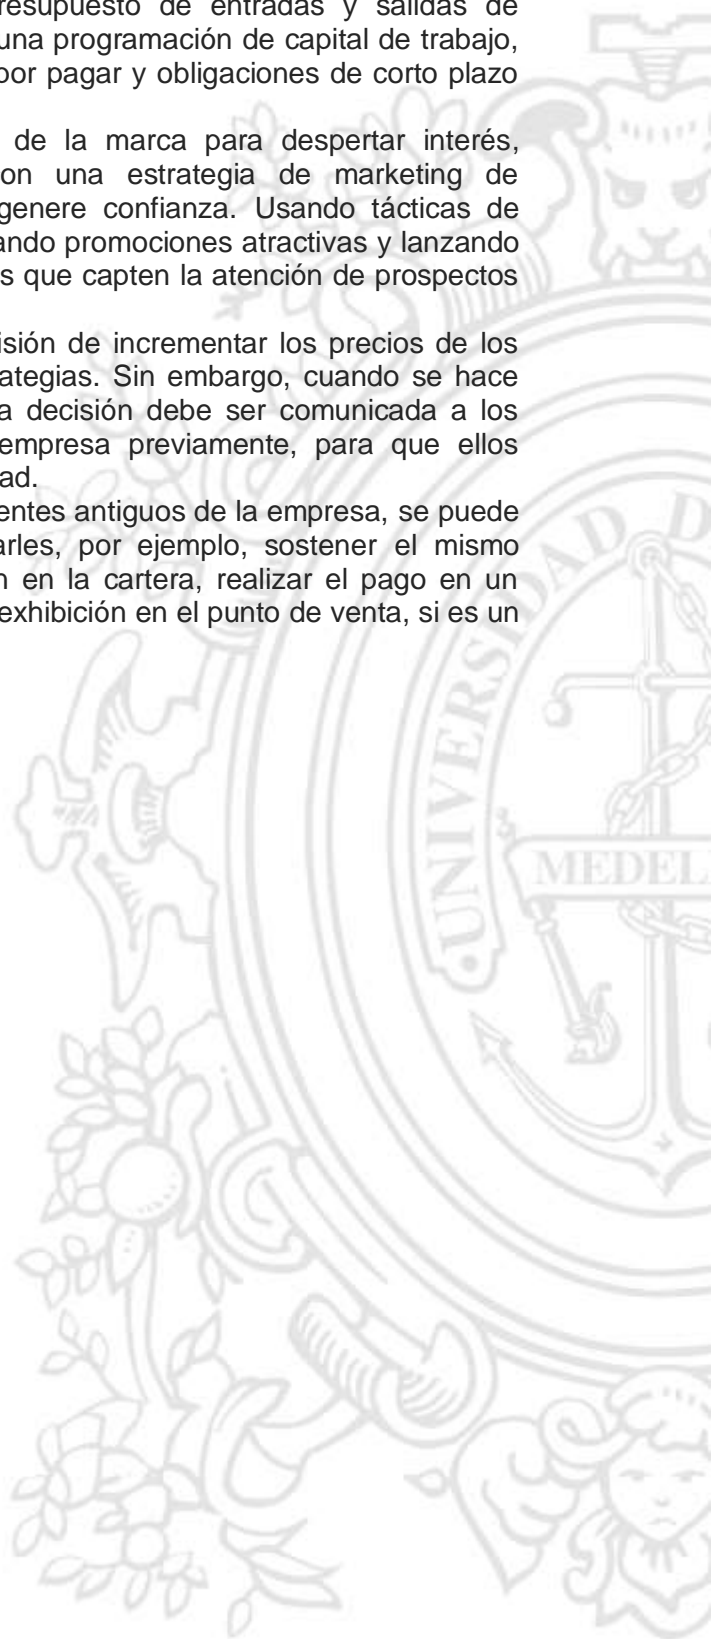 resupuesto de entradas y salidas de
una programación de capital de trabajo,
por pagar y obligaciones de corto plazo
de la marca para despertar interés,
on una estrategia de marketing de
genere confianza. Usando tácticas de
ando promociones atractivas y lanzando
s que capten la atención de prospectos
isión de incrementar los precios de los
rategias. Sin embargo, cuando se hace
a decisión debe ser comunicada a los
empresa previamente, para que ellos
ad.
entes antiguos de la empresa, se puede
arles, por ejemplo, sostener el mismo
n en la cartera, realizar el pago en un
exhibición en el punto de venta, si es un
UNIVERSIDAD D
MEDEL